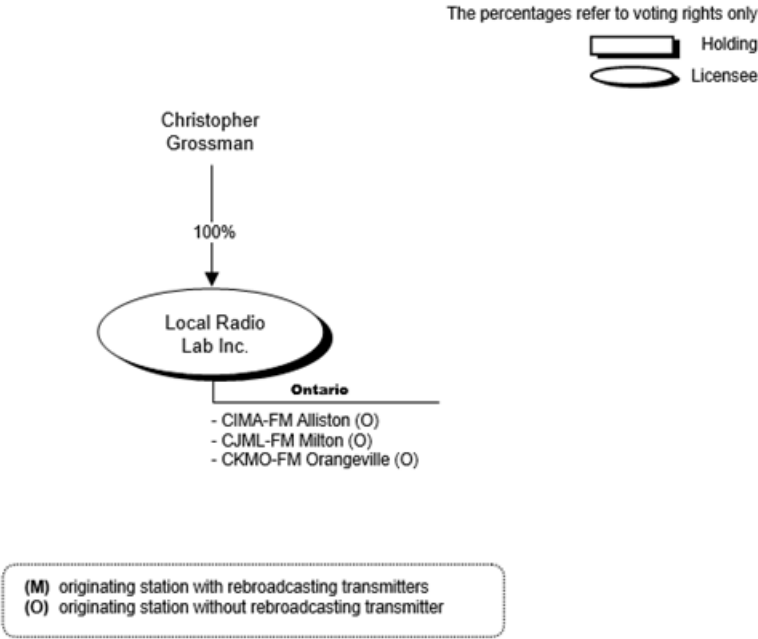 The percentages refer to voting rights only
Holding
Licensee
Christopher
Grossman
100%
Local Radio
Lab Inc.
Ontario
- CIMA-FM Alliston (O)
- CJML-FM Milton (O)
- CKMO-FM Orangeville (O)
(M) originating station with rebroadcasting transmitters
(O) originating station without rebroadcasting transmitter